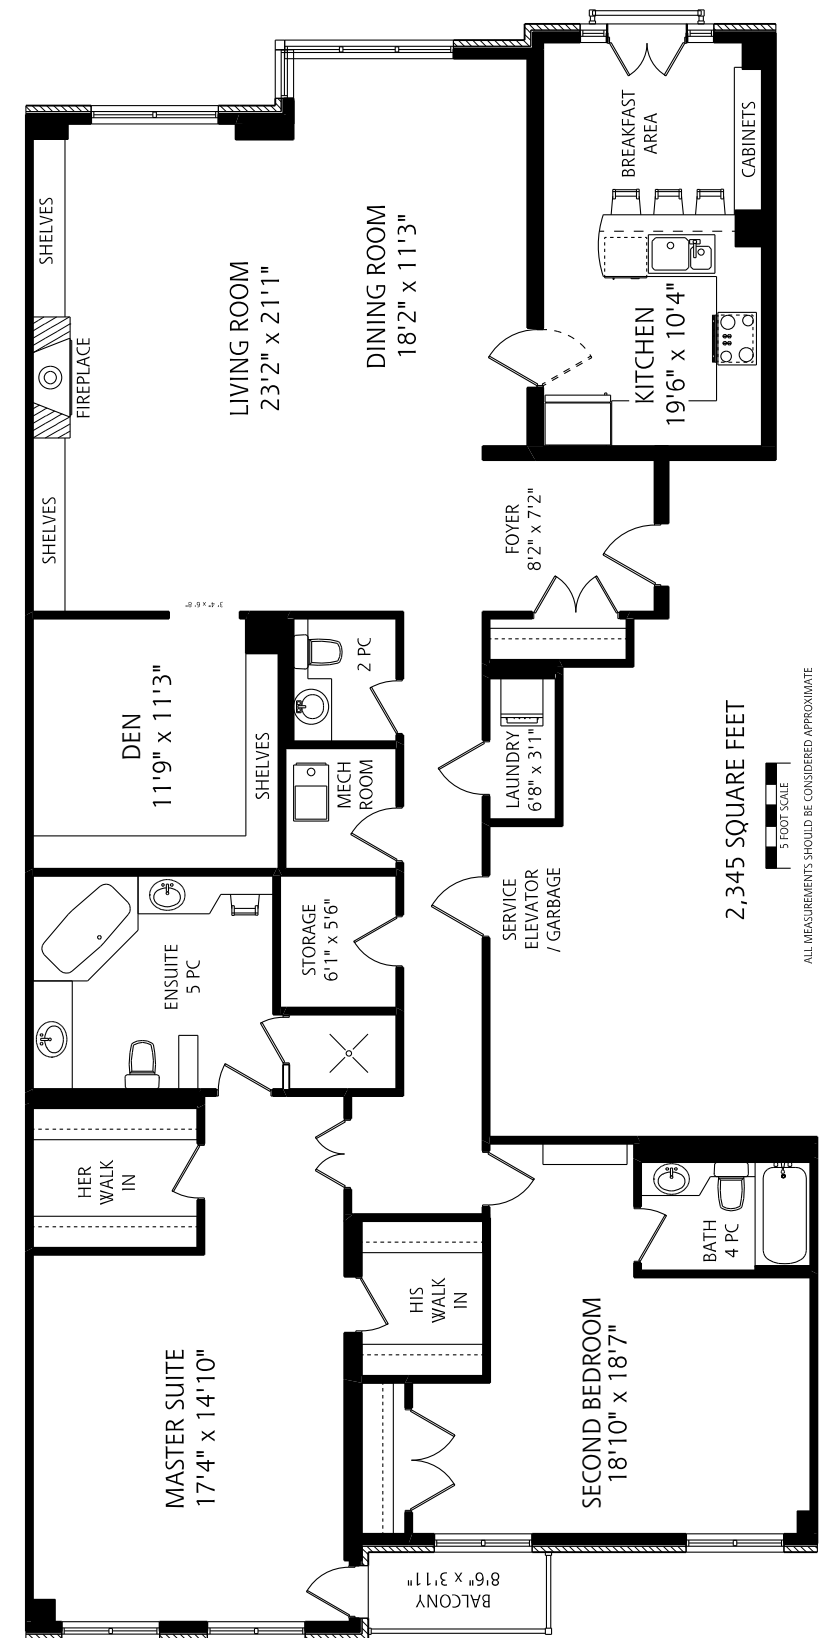 BREAKFAST
AREA
CABINETS
SHELVES
LIVING ROOM
23'2" x 21'1"
DINING ROOM
18'2" x 11'3"
KITCHEN
19'6" x 10'4"
FIREPLACE
SHELVES
FOYER
8'2" x 7'2"
3' 4" x 6' 8"
DEN
11'9" x 11'3"
SHELVES
2 PC
MECH
ROOM
LAUNDRY
6'8" x 3'1"
STORAGE
6'1" x 5'6"
SERVICE
ELEVATOR
/ GARBAGE
2,345 SQUARE FEET
5 FOOT SCALE
ALL MEASUREMENTS SHOULD BE CONSIDERED APPROXIMATE
ENSUITE
5 PC
HER
WALK
IN
HIS
WALK
IN
BATH
4 PC
MASTER SUITE
17'4" x 14'10"
SECOND BEDROOM
18'10" x 18'7"
BALCONY
8'6" x 3'11"